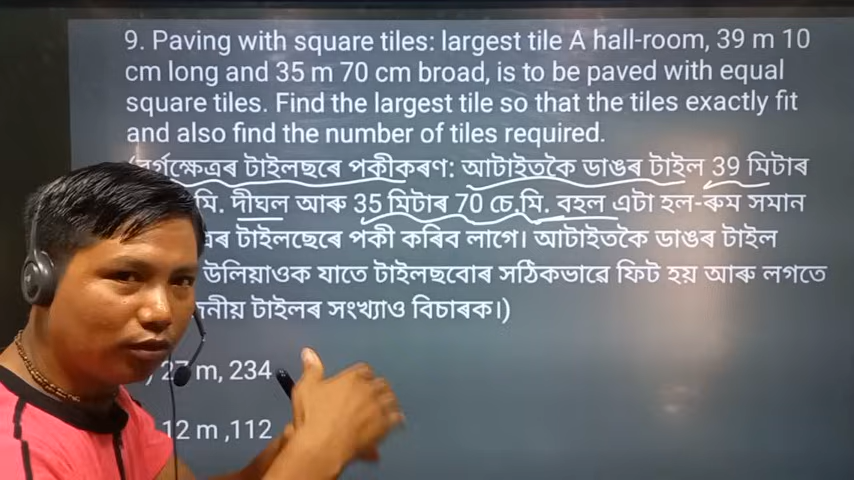 9. Paving with square tiles: largest tile A hall-room, 39 m 10
cm long and 35 m 70 cm broad, is to be paved with equal
square tiles. Find the largest tile so that the tiles exactly fit
and also find the number of tiles required.
(বৰ্গক্ষেত্ৰৰ টাইলছৰে পকীকৰণ: আটাইতকৈ ডাঙৰ টাইল 39 মিটাৰ
মি. দীঘল আৰু 35 মিটাৰ 70 চে.মি. বহল এটা হল-ৰুম সমান
টাইলছেৰে পকী কৰিব লাগে। আটাইতকৈ ডাঙৰ টাইল
উলিয়াওক যাতে টাইলছবোৰ সঠিকভাৱে ফিট হয় আৰু লগতে
টাইলৰ সংখ্যাও বিচাৰক।)
27 m, 234
12 m ,112